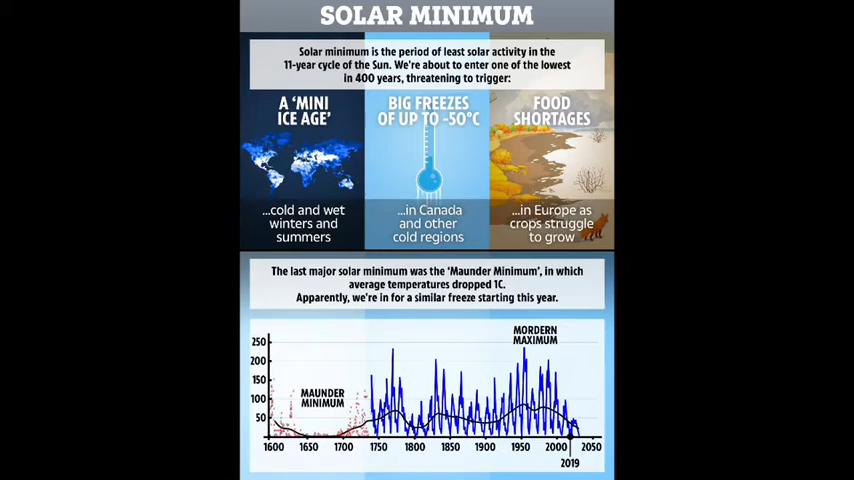 SOLAR MINIMUM
Solar minimum is the period of least solar activity in the
11-year cycle of the Sun. We're about to enter one of the lowest
in 400 years, threatening to trigger:
A 'MINI
ICE AGE'
...cold and wet
winters and
summers
BIG FREEZES
OF UP TO -50°C
...in Canada
and other
cold regions
FOOD
SHORTAGES
...in Europe as
crops struggle
to grow
The last major solar minimum was the 'Maunder Minimum', in which
average temperatures dropped 1C.
Apparently, we're in for a similar freeze starting this year.
MORDERN
MAXIMUM
MAUNDER
MINIMUM
250
200
150
100
50
1600 1650 1700 1750 1800 1850 1900 1950 2000 2050
2019